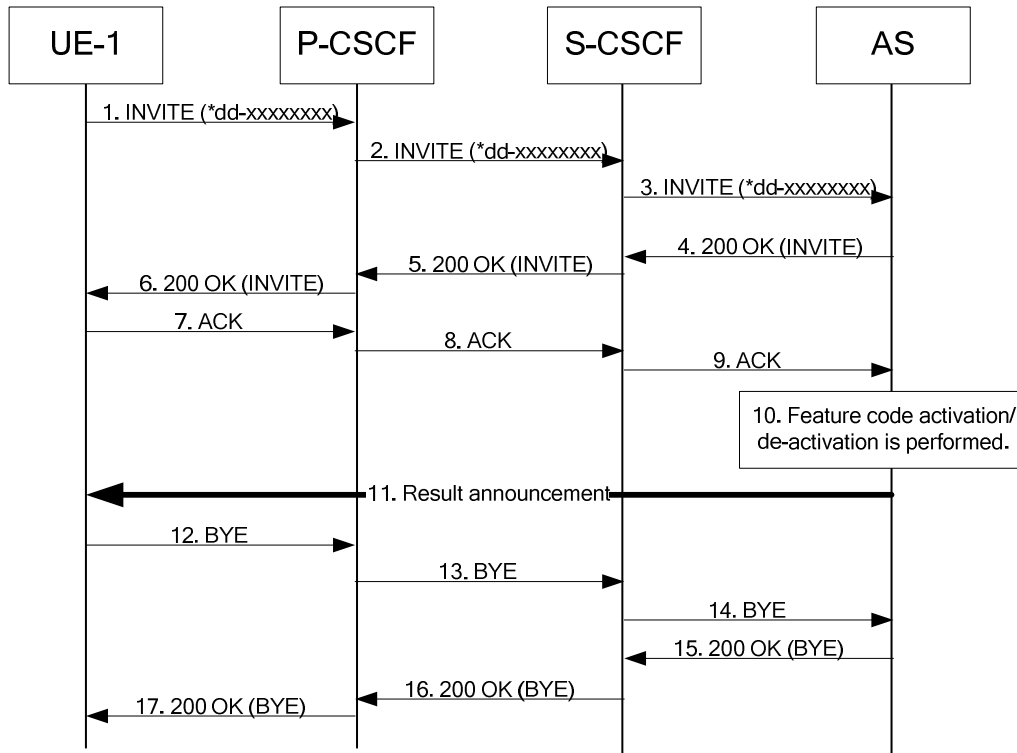 UE-1
P-CSCF
S-CSCF
AS
1. INVITE (*dd-xxxxxxxx)
2. INVITE (*dd-xxxxxxxx)
3. INVITE (*dd-xxxxxxxx)
4. 200 OK (INVITE)
5. 200 OK (INVITE)
6. 200 OK (INVITE)
7. ACK
8. ACK
9. ACK
10. Feature code activation/
de-activation is performed.
11. Result announcement
12. BYE
13. BYE
14. BYE
15. 200 OK (BYE)
16. 200 OK (BYE)
17. 200 OK (BYE)